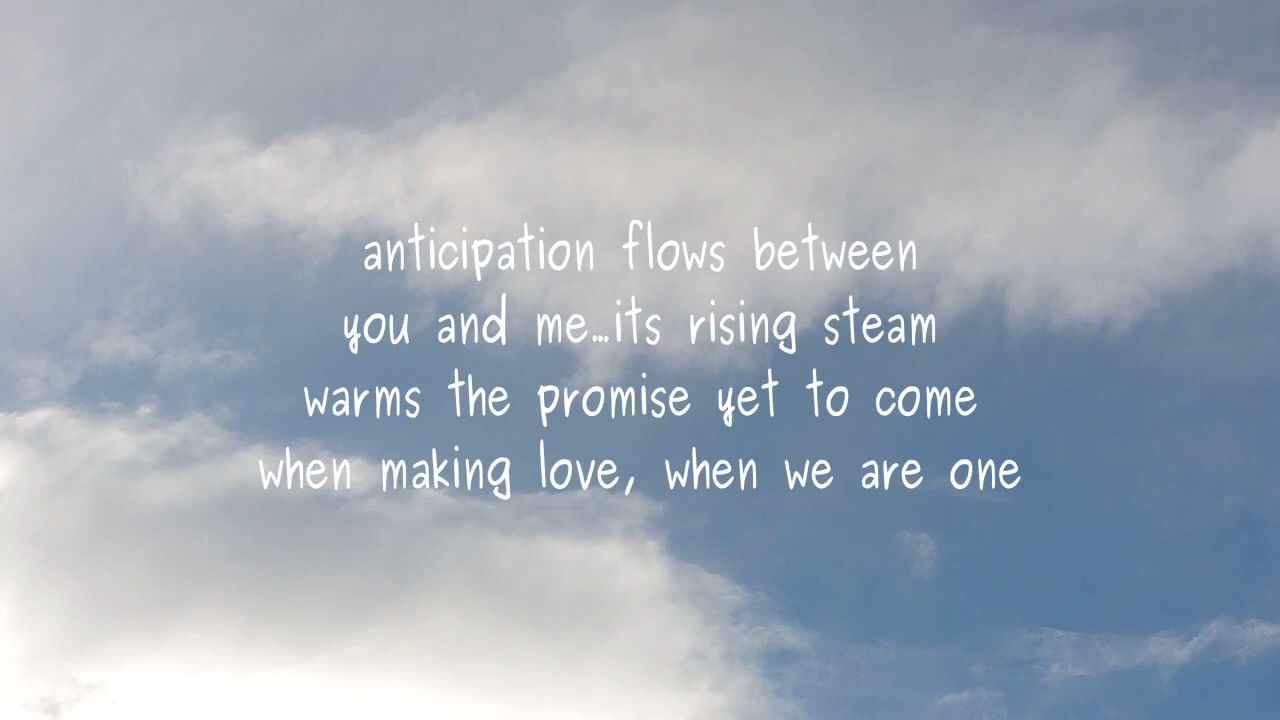 anticipation flows between
you and me...its rising steam
warms the promise yet to come
when making love, when we are one